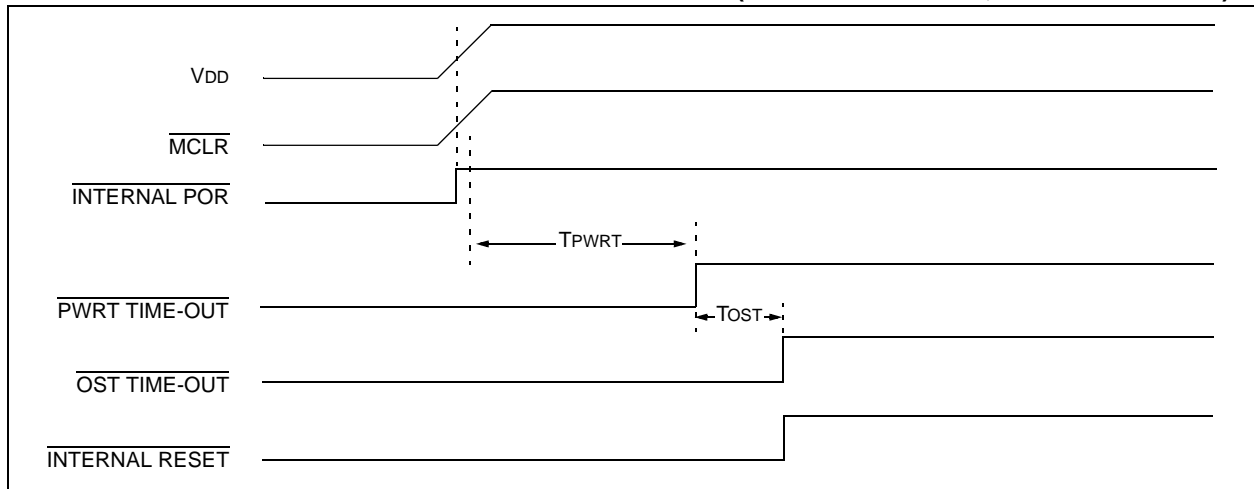 VDD
MCLR
INTERNAL POR
TPWRT
PWRT TIME-OUT
TOST
OST TIME-OUT
INTERNAL RESET